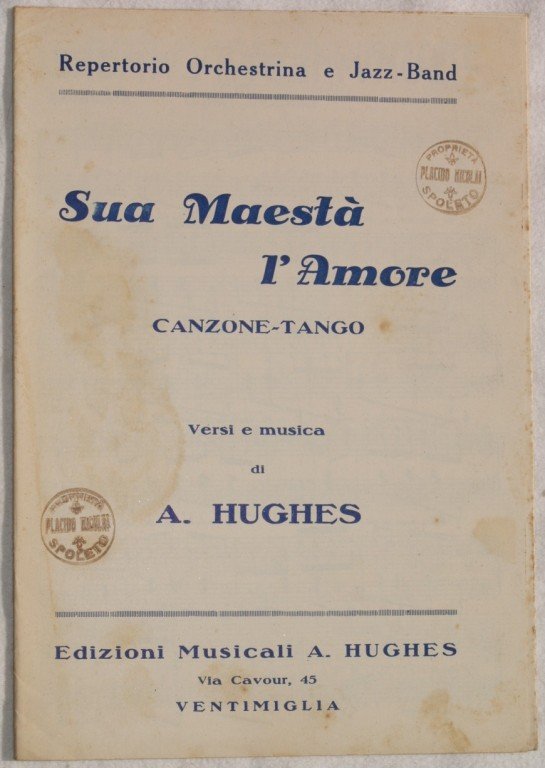 Repertorio Orchestrina e Jazz-Band
PROPRIETÀ
PLACIDO NICOLAI
SPOLETO
Sua Maestà
l'Amore
CANZONE-TANGO
Versi e musica
di
A. HUGHES
PROPRIETÀ
PLACIDO NICOLAI
SPOLETO
Edizioni Musicali A. HUGHES
Via Cavour, 45
VENTIMIGLIA